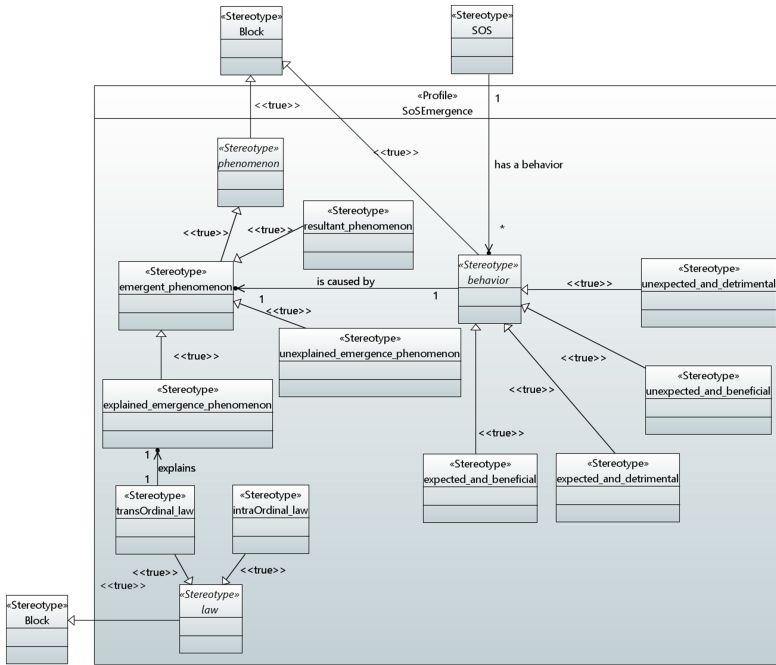 «Stereotype»
Block
«Stereotype»
SOS
«Profile»
SoSEmergence
1
<<true>>
«Stereotype»
phenomenon
<<true>>
has a behavior
«Stereotype»
resultant_phenomenon
<<true>>
<<true>>
*
«Stereotype»
emergent_phenomenon
«Stereotype»
behavior
«Stereotype»
unexpected_and_detrimental
is caused by
<<true>>
1
1
<<true>>
«Stereotype»
unexplained_emergence_phenomenon
<<true>>
<<true>>
«Stereotype»
unexpected_and_beneficial
«Stereotype»
explained_emergence_phenomenon
<<true>>
<<true>>
1
explains
1
«Stereotype»
expected_and_beneficial
«Stereotype»
expected_and_detrimental
«Stereotype»
transOrdinal_law
«Stereotype»
intraOrdinal_law
<<true>>
<<true>>
<<true>>
«Stereotype»
law
«Stereotype»
Block